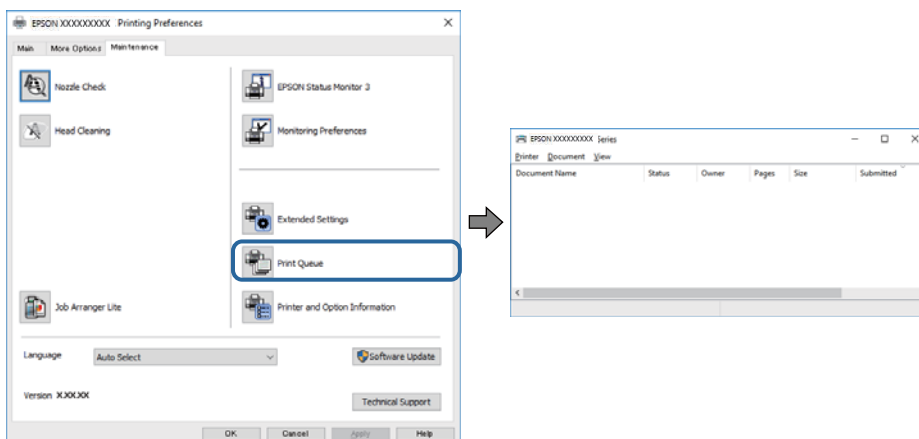 EPSON XXXXXXXXX Printing Preferences
Main More Options Maintenance
Nozzle Check
Head Cleaning
Job Arranger Lite
EPSON Status Monitor 3
Monitoring Preferences
Extended Settings
Print Queue
Printer and Option Information
Language Auto Select Software Update
Version X.XX.XX
Technical Support
OK Cancel Apply Help
EPSON XXXXXXXXX Series
Printer Document View
Document Name Status Owner Pages Size Submitted